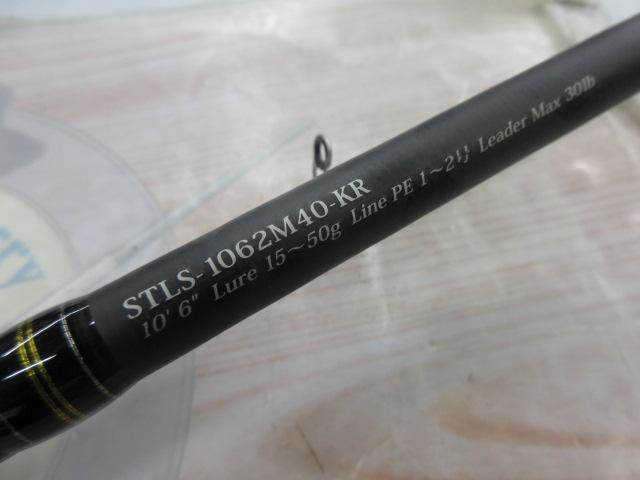 STLS-1062M40-KR
10' 6" Lure 15~50g Line PE 1~2号 Leader Max 30lb